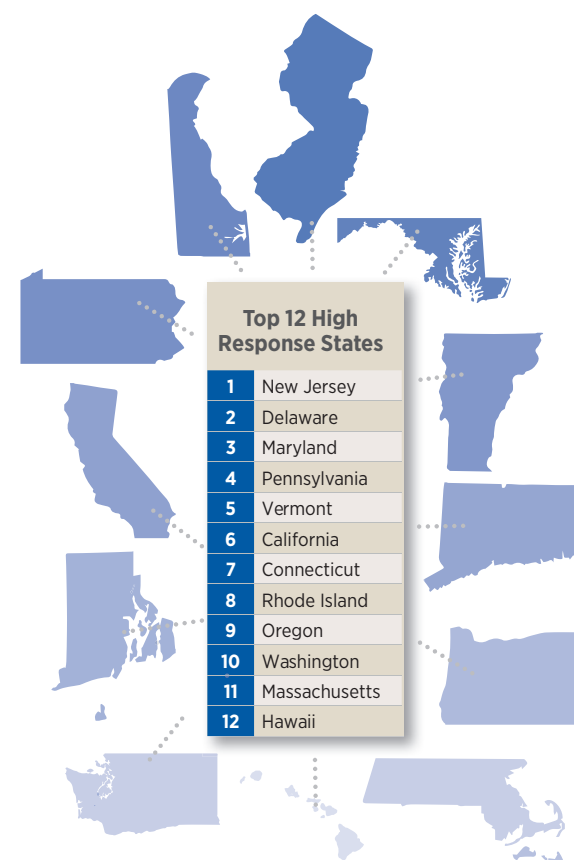 Top 12 High
Response States
1 New Jersey
2 Delaware
3 Maryland
4 Pennsylvania
5 Vermont
6 California
7 Connecticut
8 Rhode Island
9 Oregon
10 Washington
11 Massachusetts
12 Hawaii